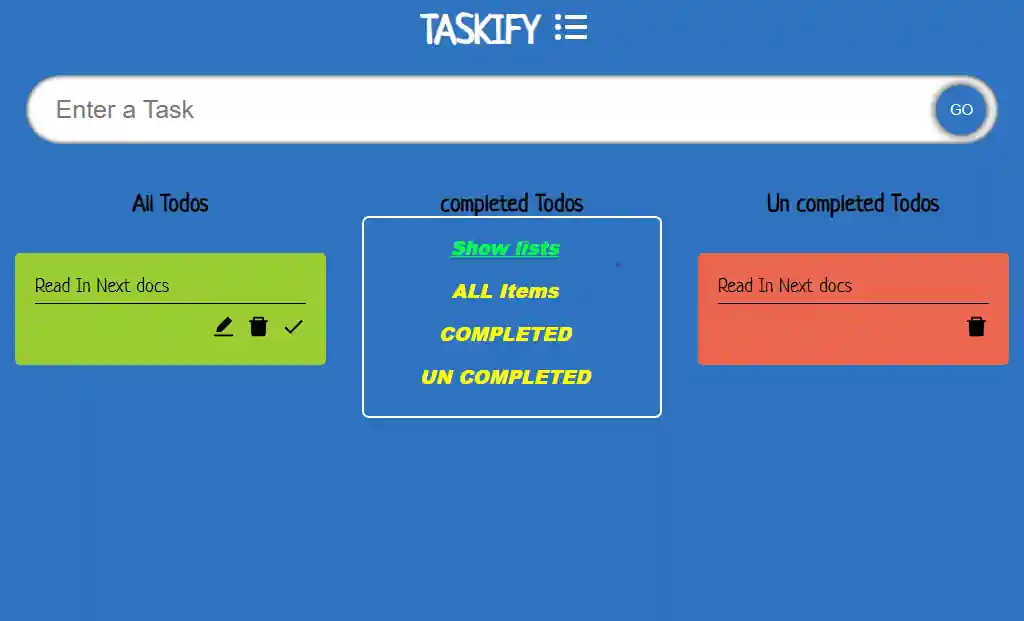 TASKIFY
Enter a Task
GO
All Todos
completed Todos
Un completed Todos
Read In Next docs
Show lists
ALL Items
COMPLETED
UN COMPLETED
Read In Next docs